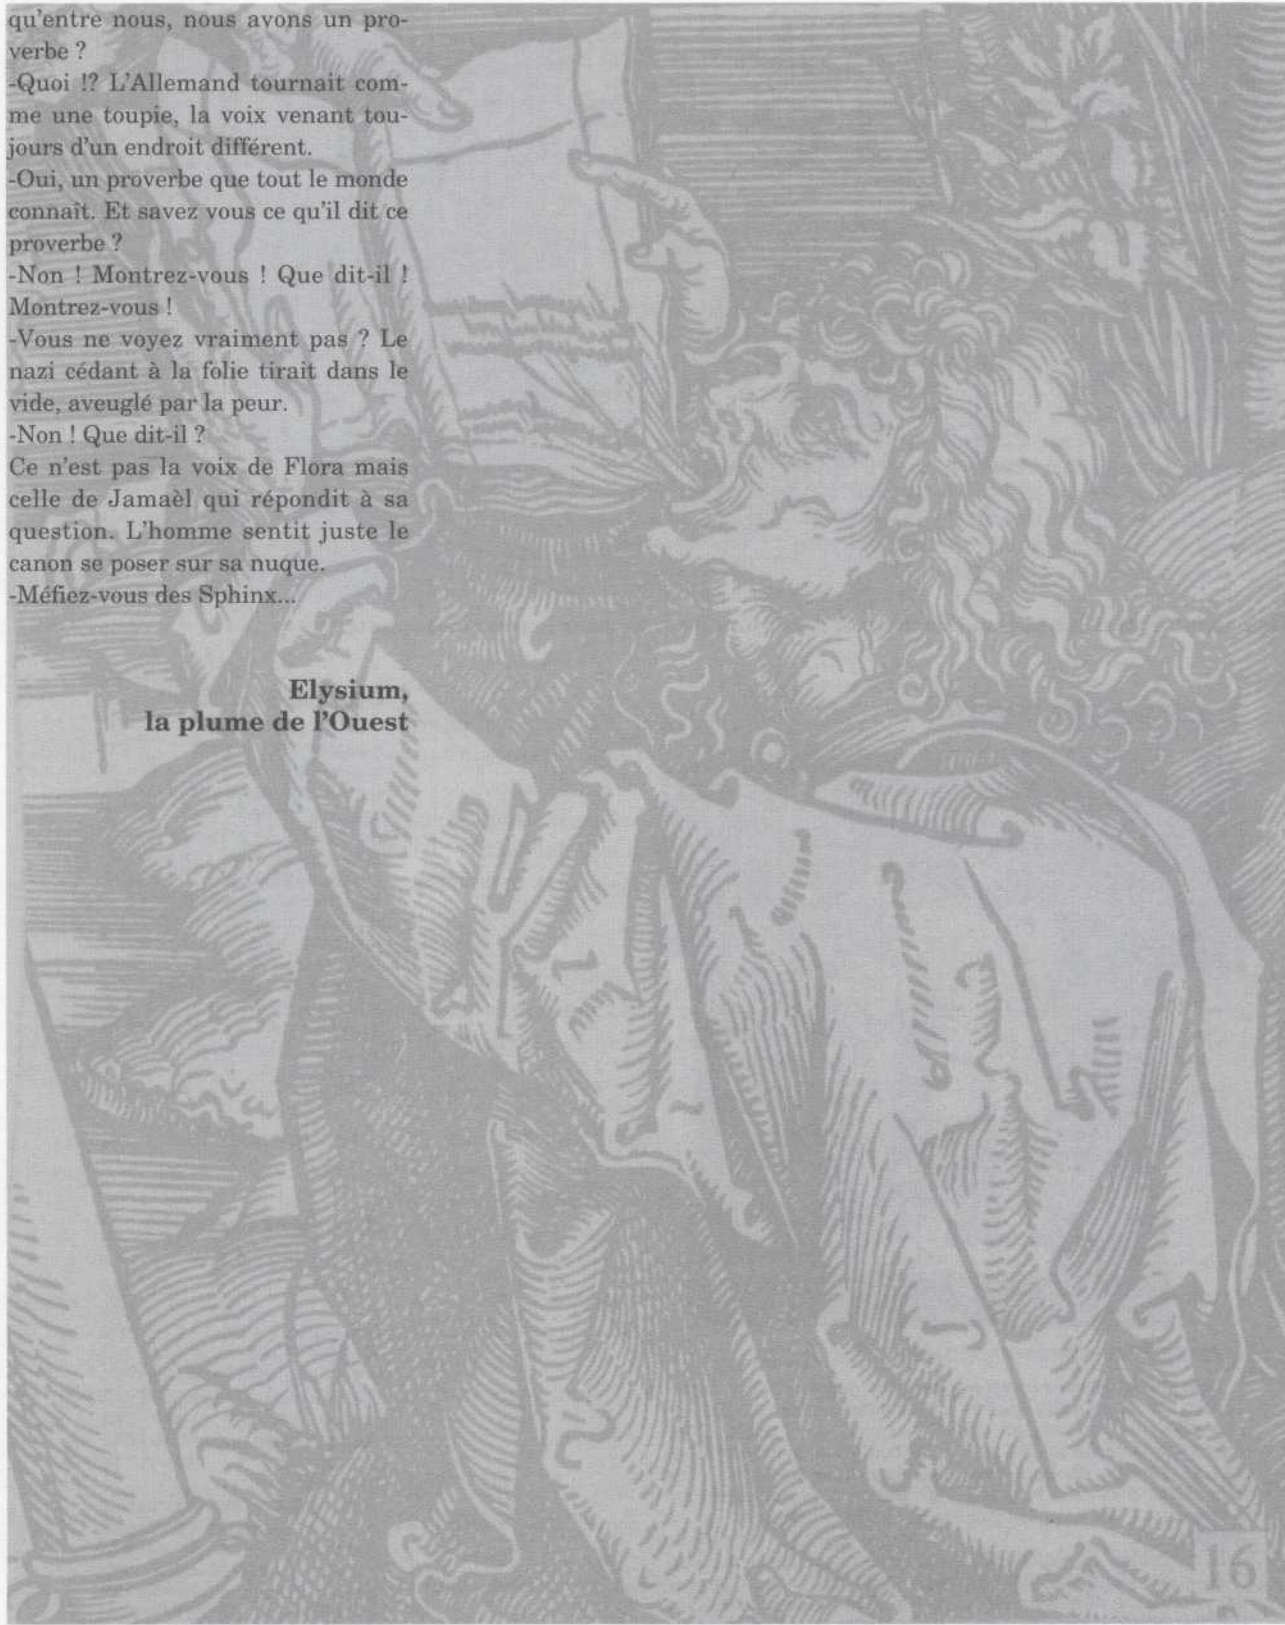 qu'entre nous, nous avons un pro-
verbe ?
-Quoi !? L'Allemand tournait com-
me une toupie, la voix venant tou-
jours d'un endroit différent.
-Oui, un proverbe que tout le monde
connaît. Et savez vous ce qu'il dit ce
proverbe ?
-Non ! Montrez-vous ! Que dit-il !
Montrez-vous !
-Vous ne voyez vraiment pas ? Le
nazi cédant à la folie tirait dans le
vide, aveuglé par la peur.
-Non ! Que dit-il ?
Ce n'est pas la voix de Flora mais
celle de Jamaèl qui répondit à sa
question. L'homme sentit juste le
canon se poser sur sa nuque.
-Méfiez-vous des Sphinx...
Elysium,
la plume de l'Ouest
16